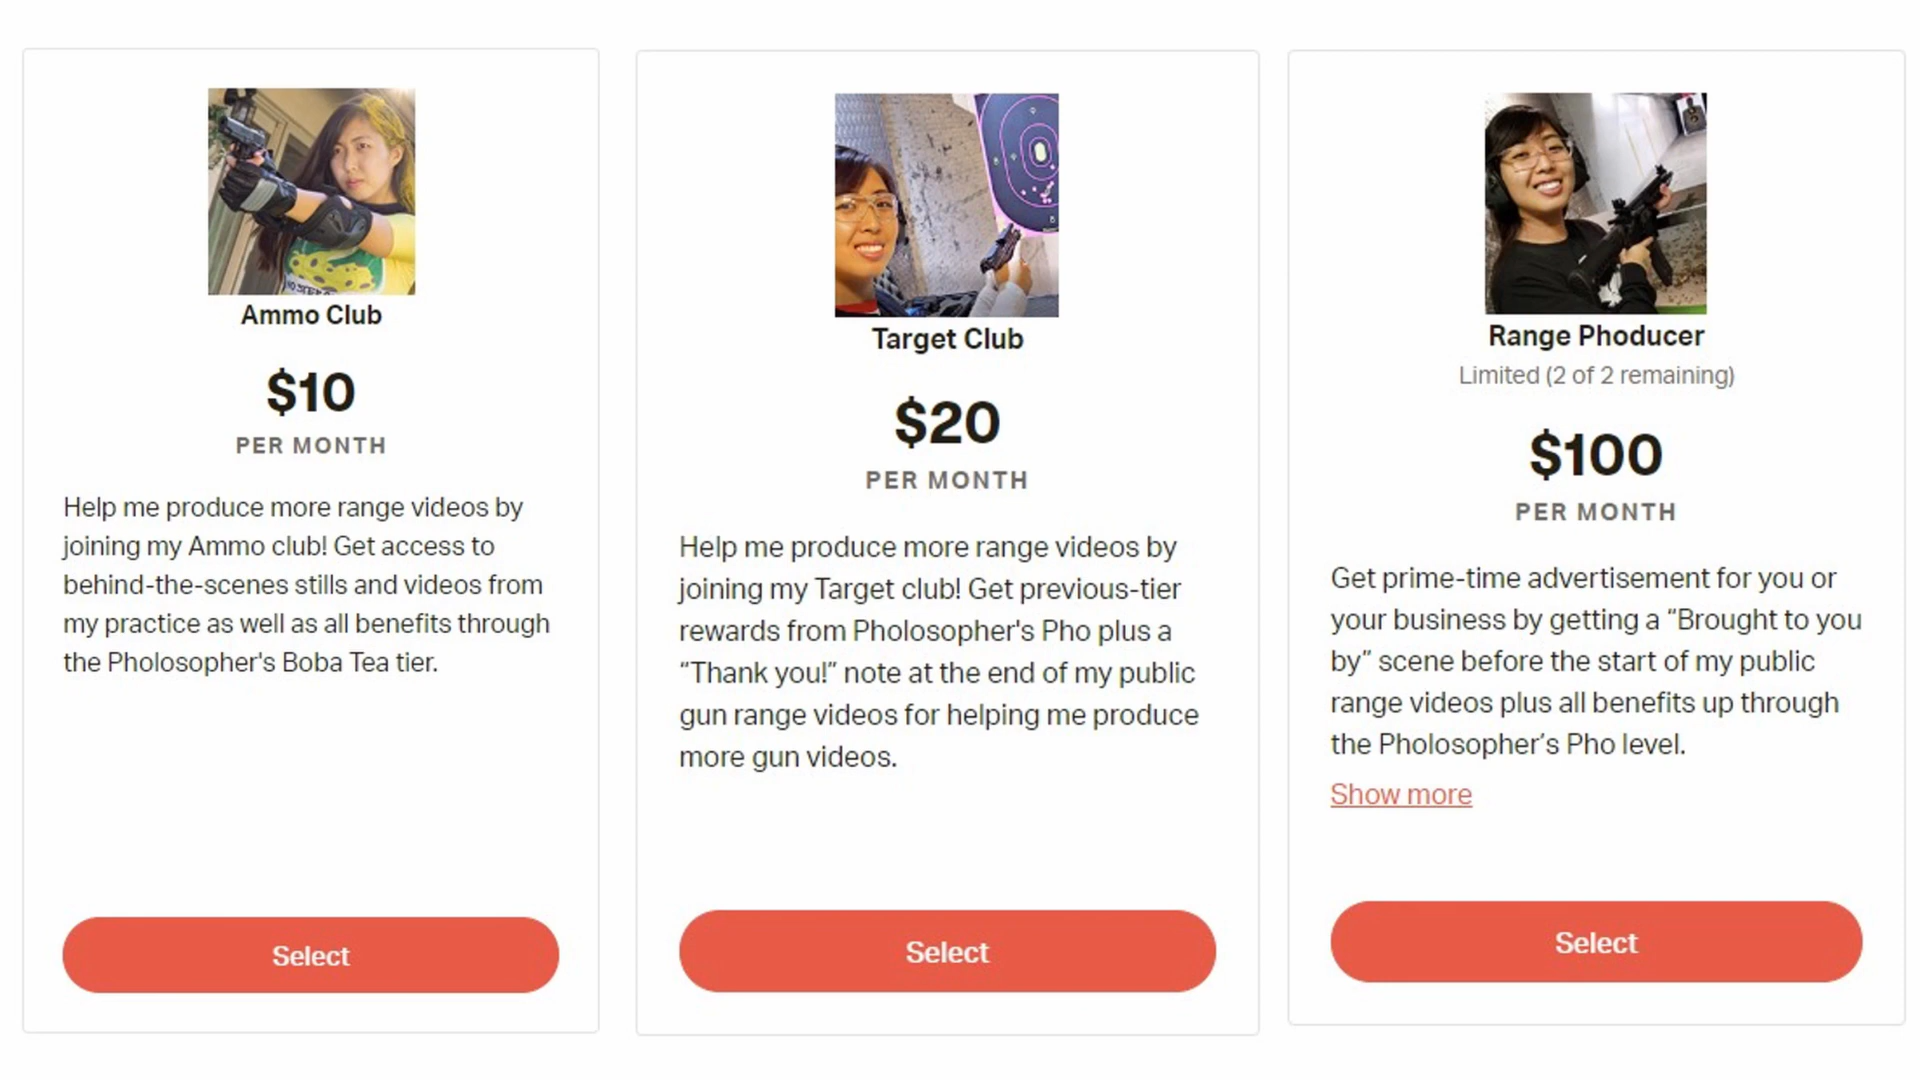 Ammo Club
$10
PER MONTH
Help me produce more range videos by
joining my Ammo club! Get access to
behind-the-scenes stills and videos from
my practice as well as all benefits through
the Pholosopher's Boba Tea tier.
Select
Target Club
$20
PER MONTH
Help me produce more range videos by
joining my Target club! Get previous-tier
rewards from Pholosopher's Pho plus a
“Thank you!” note at the end of my public
gun range videos for helping me produce
more gun videos.
Select
Range Phoducer
Limited (2 of 2 remaining)
$100
PER MONTH
Get prime-time advertisement for you or
your business by getting a “Brought to you
by” scene before the start of my public
range videos plus all benefits up through
the Pholosopher’s Pho level.
Show more
Select